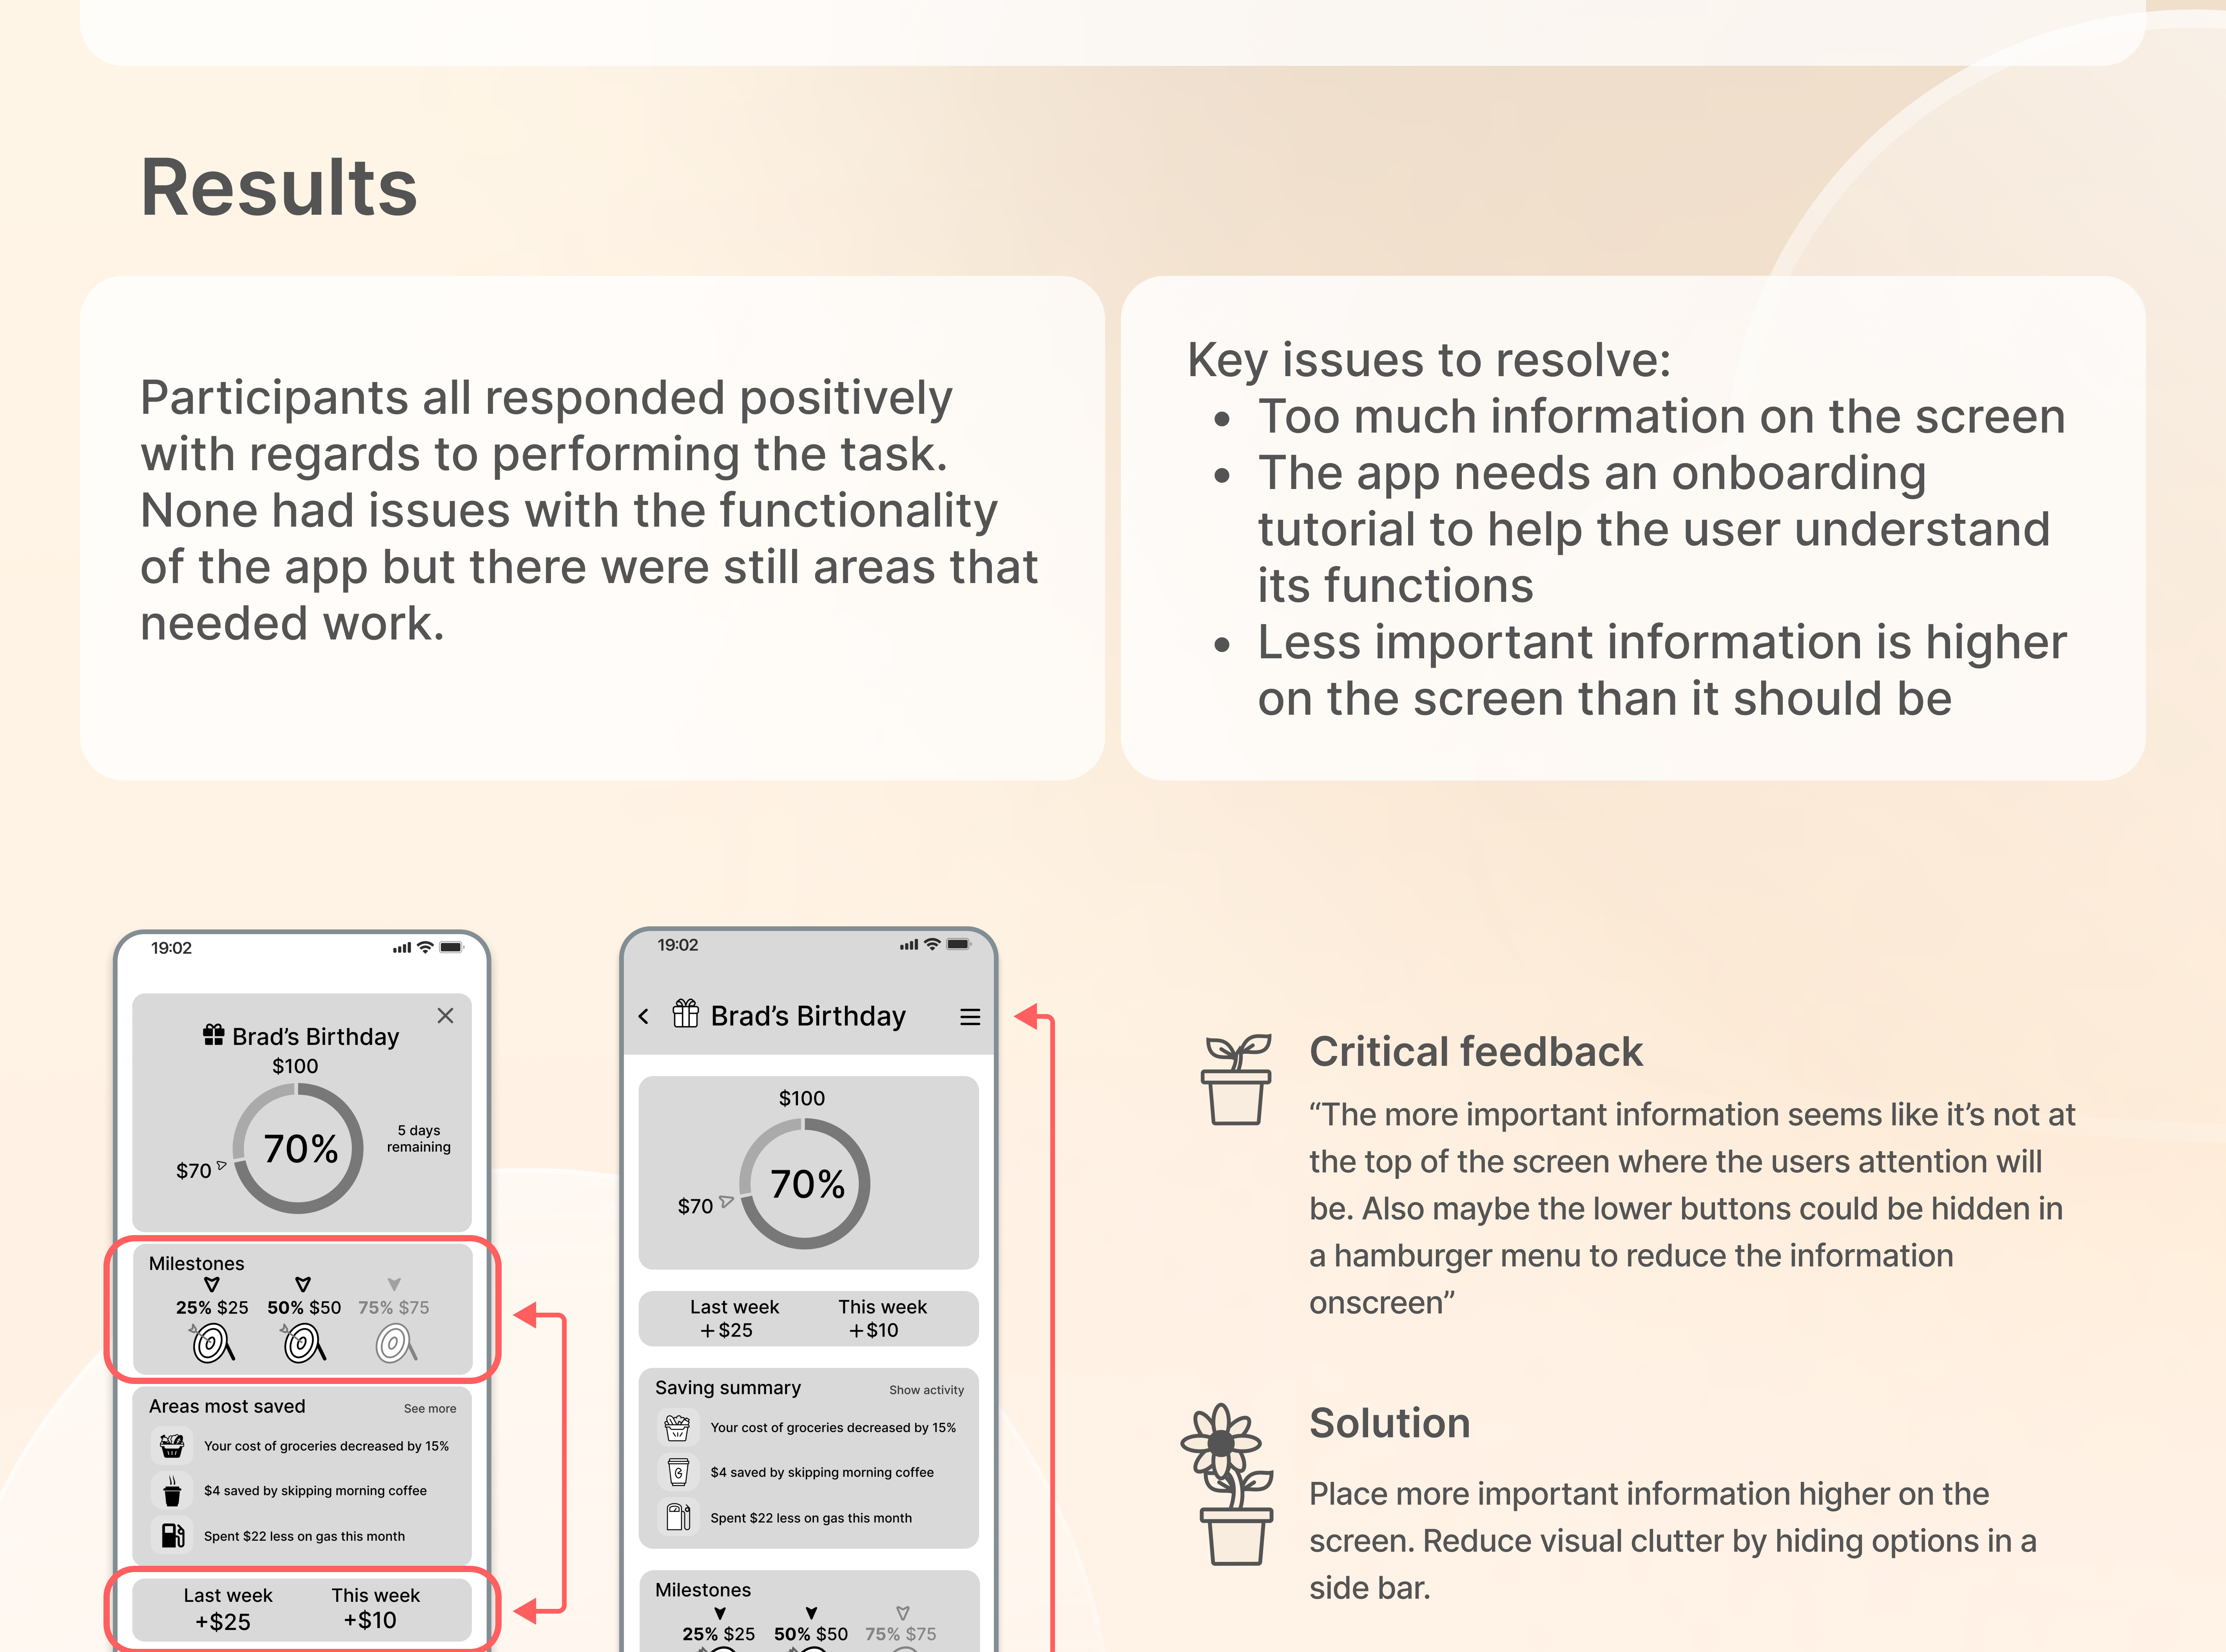 Results
Participants all responded positively
with regards to performing the task.
None had issues with the functionality
of the app but there were still areas that
needed work.
Key issues to resolve:
• Too much information on the screen
• The app needs an onboarding
tutorial to help the user understand
its functions
• Less important information is higher
on the screen than it should be
19:02
Brad's Birthday
$100
70%
5 days
remaining
$70
Milestones
25% $25 50% $50 75% $75
Areas most saved See more
Your cost of groceries decreased by 15%
$4 saved by skipping morning coffee
Spent $22 less on gas this month
Last week This week
+$25 +$10
19:02
Brad's Birthday
$100
70%
$70
Last week This week
+$25 +$10
Saving summary Show activity
Your cost of groceries decreased by 15%
$4 saved by skipping morning coffee
Spent $22 less on gas this month
Milestones
25% $25 50% $50 75% $75
Critical feedback
“The more important information seems like it’s not at
the top of the screen where the users attention will
be. Also maybe the lower buttons could be hidden in
a hamburger menu to reduce the information
onscreen”
Solution
Place more important information higher on the
screen. Reduce visual clutter by hiding options in a
side bar.